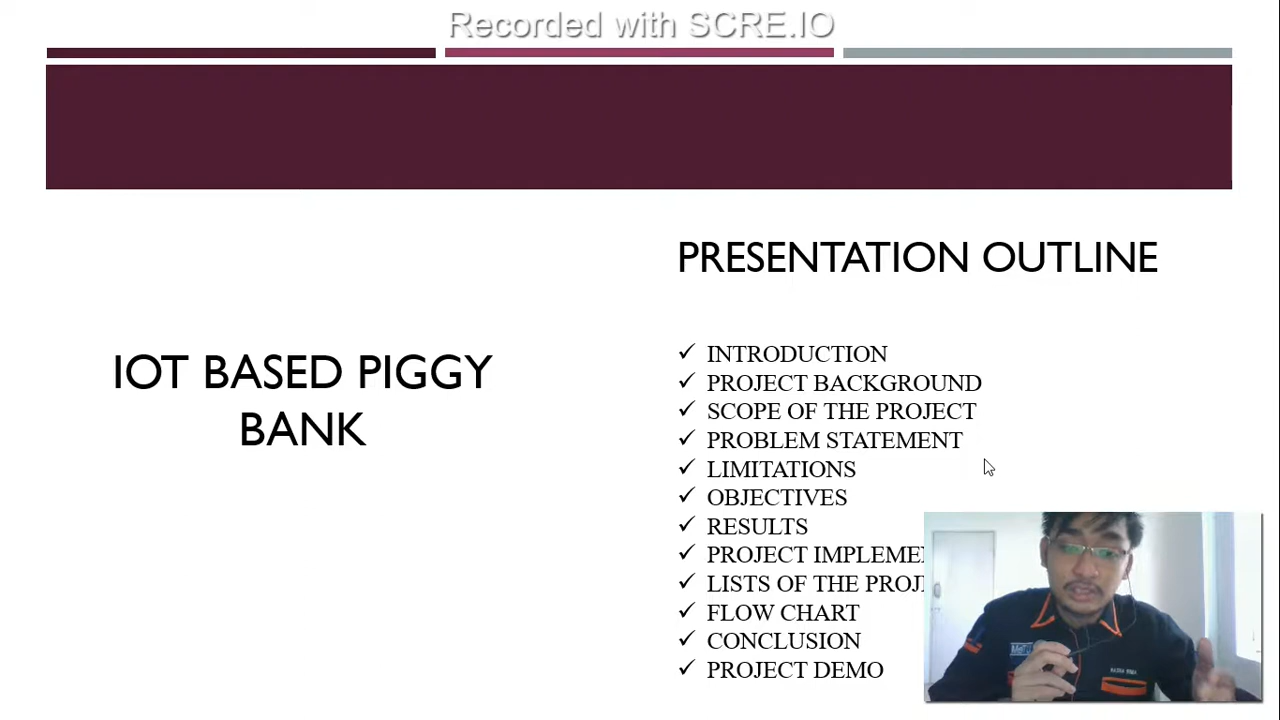 Recorded with SCRE.IO
IOT BASED PIGGY
BANK
PRESENTATION OUTLINE
✓ INTRODUCTION
✓ PROJECT BACKGROUND
✓ SCOPE OF THE PROJECT
✓ PROBLEM STATEMENT
✓ LIMITATIONS
✓ OBJECTIVES
✓ RESULTS
✓ PROJECT
✓ LISTS OF THE
✓ FLOW CHART
✓ CONCLUSION
✓ PROJECT DEMO